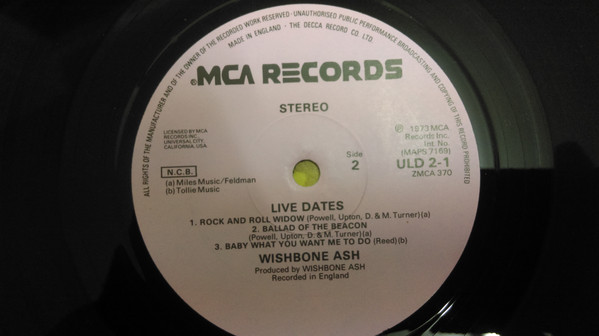 ALL RIGHTS OF THE MANUFACTURER AND OF THE OWNER OF THE RECORDED WORK RESERVED · UNAUTHORISED PUBLIC PERFORMANCE BROADCASTING AND COPYING OF THIS RECORD PROHIBITED
MADE IN ENGLAND · THE DECCA RECORD CO. LTD.
®MCA RECORDS
STEREO
LICENSED BY MCA
RECORDS INC.
UNIVERSAL CITY
CALIFORNIA, USA.
N.C.B.
(a) Miles Music/Feldman
(b) Tollie Music
Side
2
Ⓟ 1973 MCA
Records Inc.
Int. No.
(MAPS 7169)
ULD 2-1
ZMCA 370
LIVE DATES
1. ROCK AND ROLL WIDOW (Powell, Upton, D. & M. Turner)(a)
2. BALLAD OF THE BEACON
(Powell, Upton, D. & M. Turner)(a)
3. BABY WHAT YOU WANT ME TO DO (Reed)(b)
WISHBONE ASH
Produced by WISHBONE ASH
Recorded in England